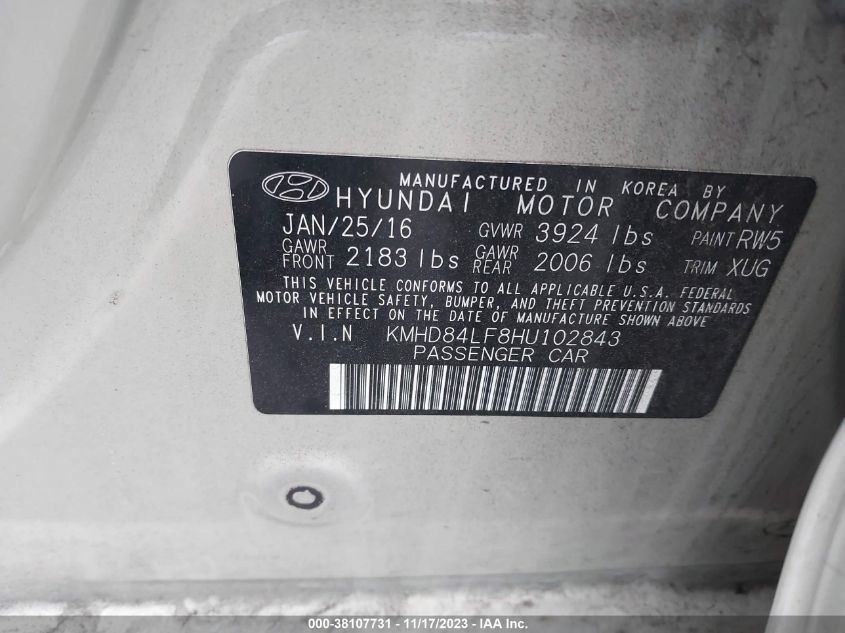 MANUFACTURED IN KOREA BY
HYUNDAI MOTOR COMPANY
JAN/25/16 GVWR 3924 lbs PAINT RW5
GAWR FRONT 2183 lbs GAWR REAR 2006 lbs TRIM XUG
THIS VEHICLE CONFORMS TO ALL APPLICABLE U.S.A. FEDERAL
MOTOR VEHICLE SAFETY, BUMPER, AND THEFT PREVENTION STANDARDS
IN EFFECT ON THE DATE OF MANUFACTURE SHOWN ABOVE
V.I.N KMHD84LF8HU102843
PASSENGER CAR
000-38107731 - 11/17/2023 - IAA Inc.